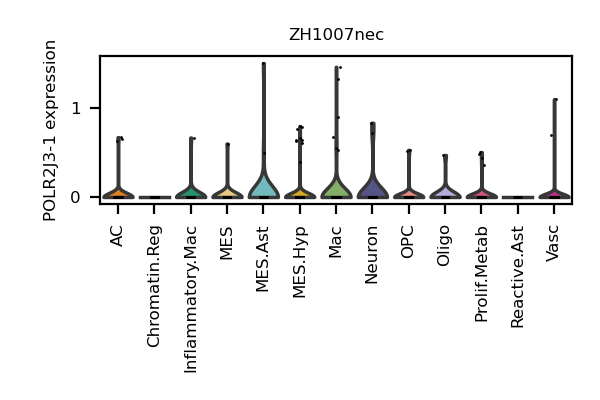 ZH1007nec
POLR2J3-1 expression
1
0
AC
Chromatin.Reg
Inflammatory.Mac
MES
MES.Ast
MES.Hyp
Mac
Neuron
OPC
Oligo
Prolif.Metab
Reactive.Ast
Vasc